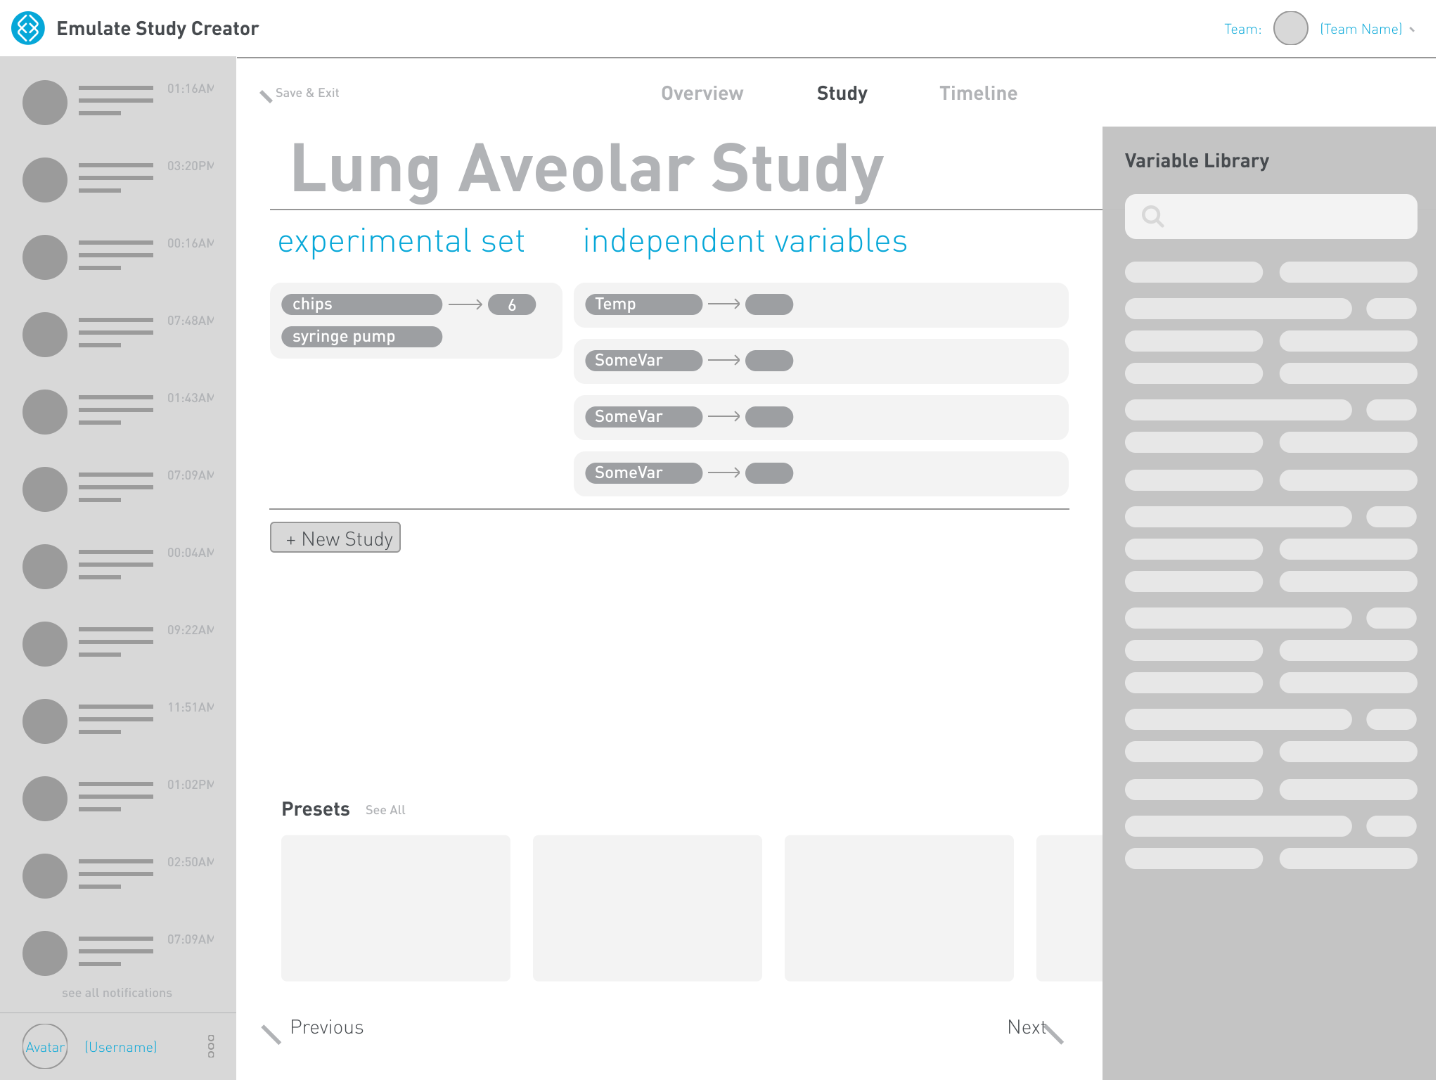 Emulate Study Creator
Team: [Team Name]
01:16AM
03:20PM
00:16AM
07:48AM
01:43AM
07:09AM
00:04AM
09:22AM
11:51AM
01:02PM
02:50AM
07:09AM
see all notifications
Avatar [Username]
Save & Exit
Overview Study Timeline
Lung Aveolar Study
experimental set
chips 6
syringe pump
independent variables
Temp
SomeVar
SomeVar
SomeVar
+ New Study
Presets See All
Previous
Next
Variable Library